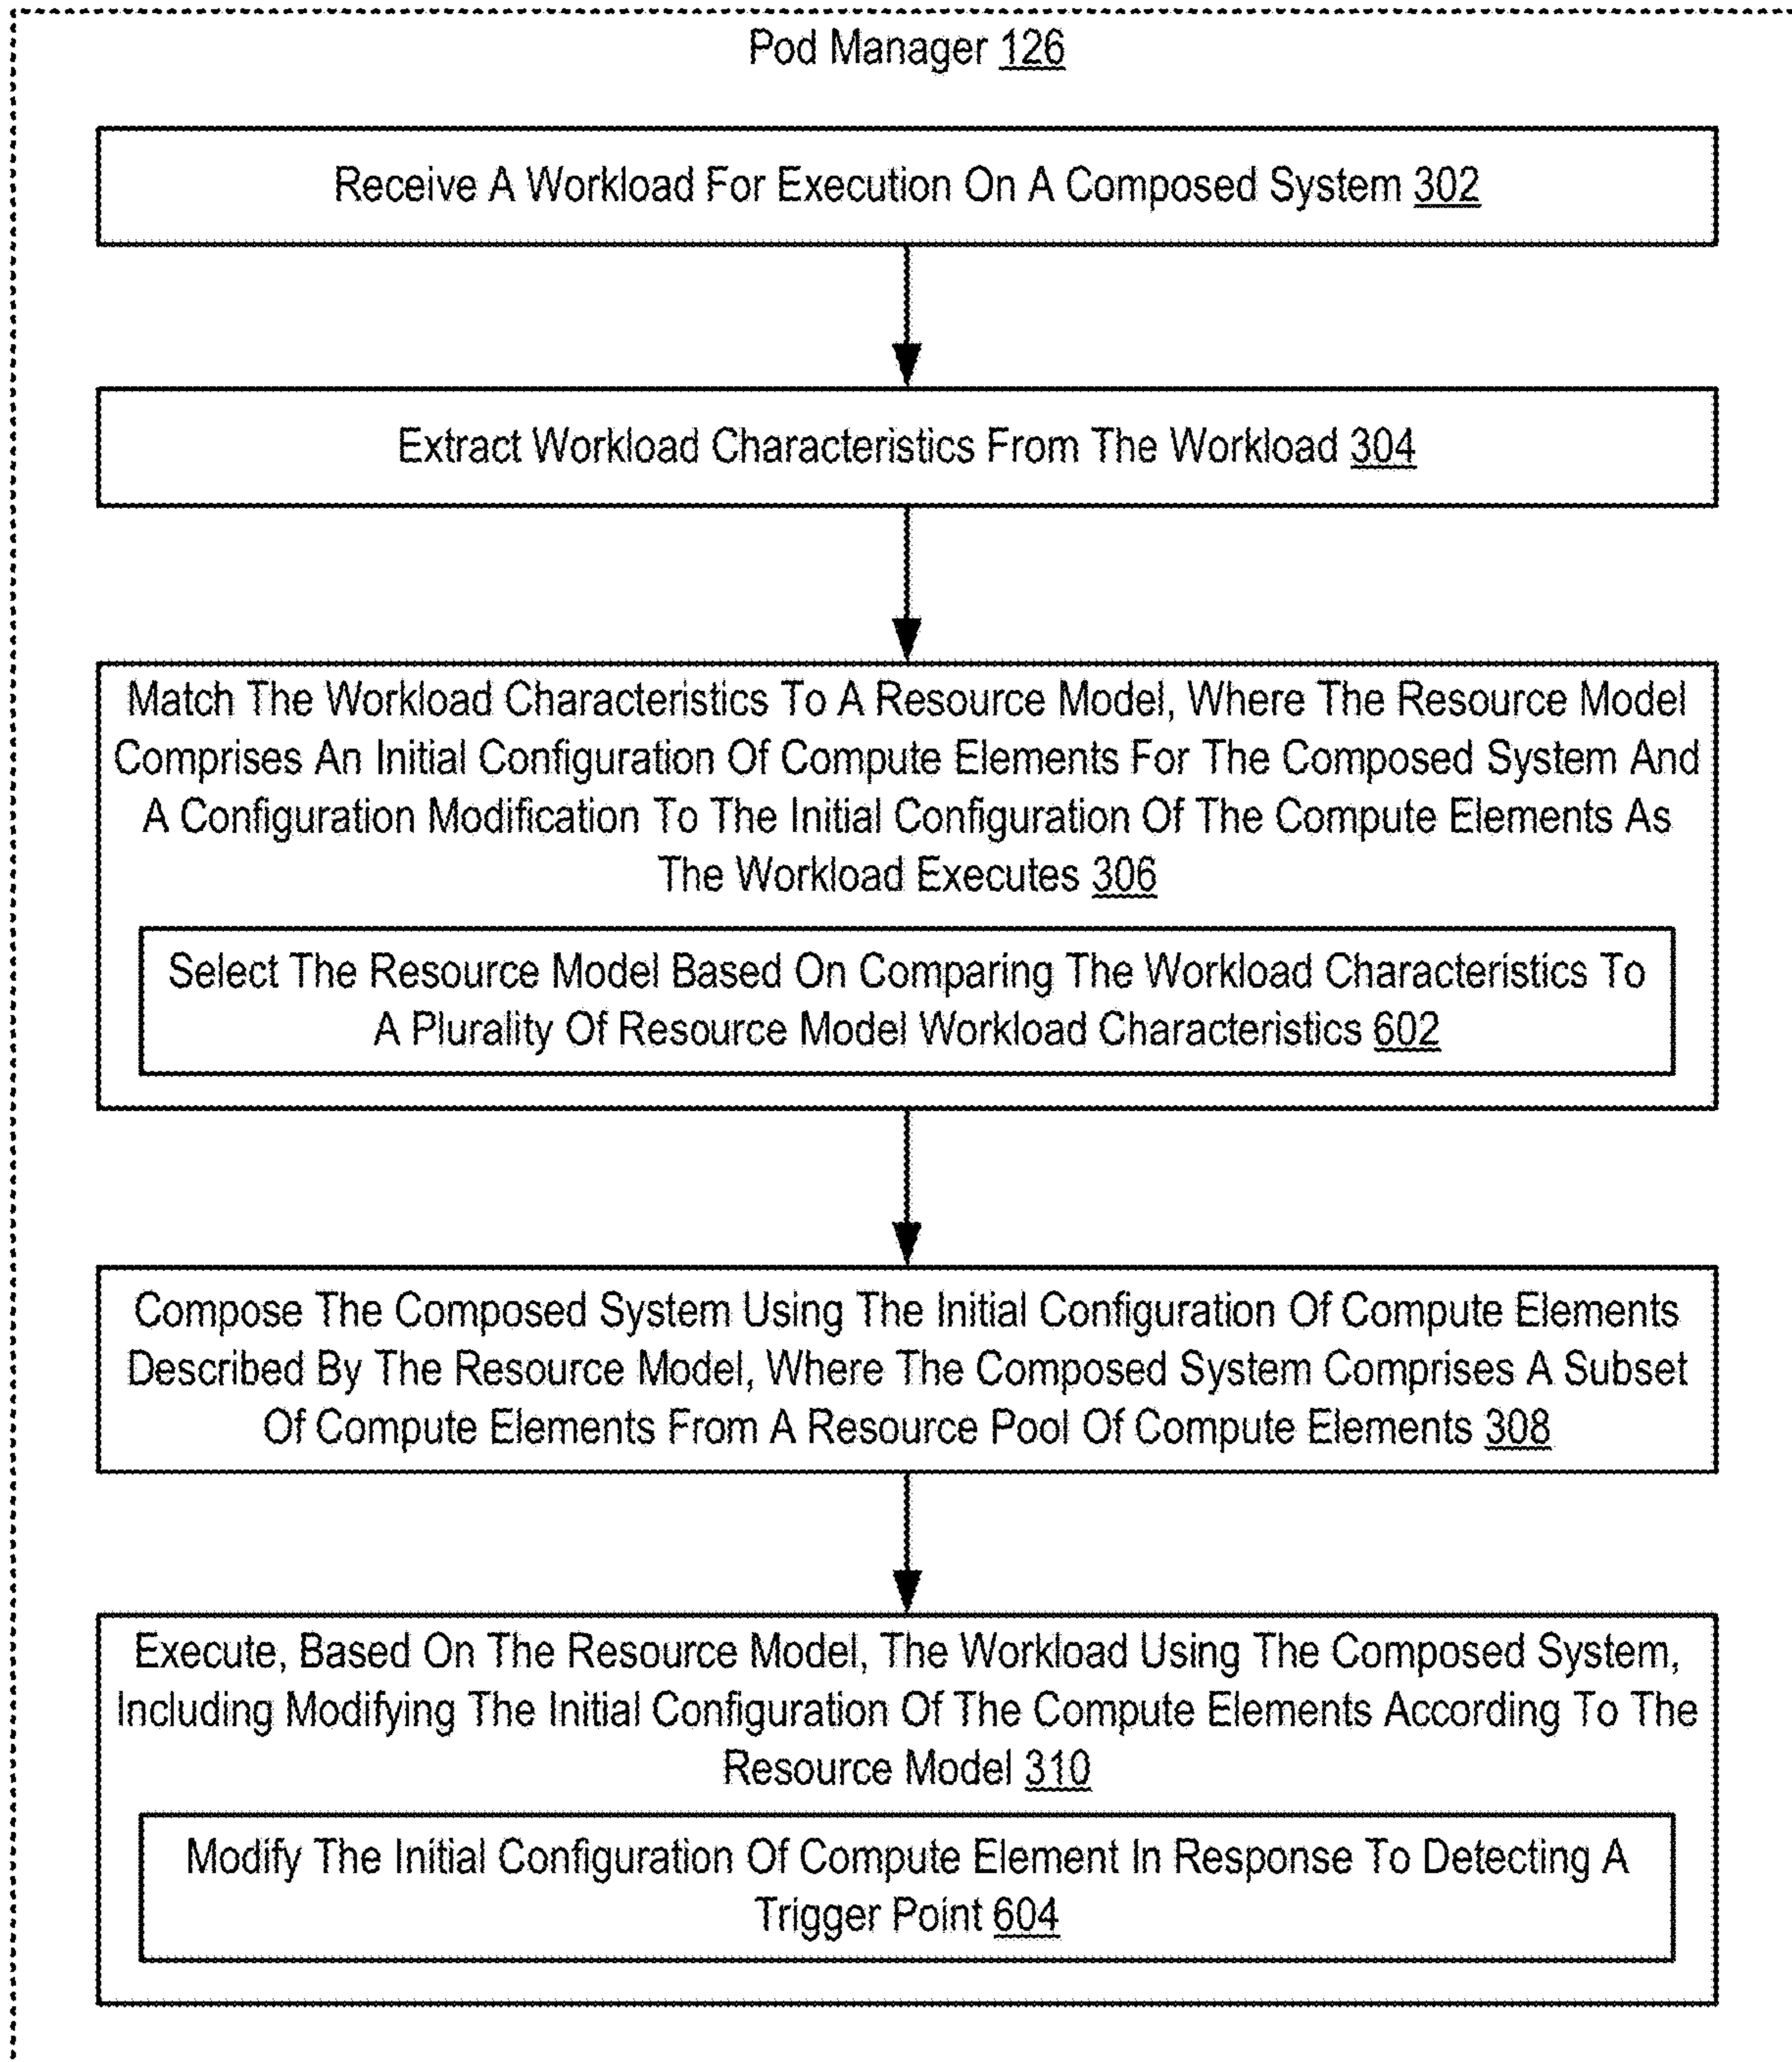 Pod Manager 126
Receive A Workload For Execution On A Composed System 302
Extract Workload Characteristics From The Workload 304
Match The Workload Characteristics To A Resource Model, Where The Resource Model
Comprises An Initial Configuration Of Compute Elements For The Composed System And
A Configuration Modification To The Initial Configuration Of The Compute Elements As
The Workload Executes 306
Select The Resource Model Based On Comparing The Workload Characteristics To
A Plurality Of Resource Model Workload Characteristics 602
Compose The Composed System Using The Initial Configuration Of Compute Elements
Described By The Resource Model, Where The Composed System Comprises A Subset
Of Compute Elements From A Resource Pool Of Compute Elements 308
Execute, Based On The Resource Model, The Workload Using The Composed System,
Including Modifying The Initial Configuration Of The Compute Elements According To The
Resource Model 310
Modify The Initial Configuration Of Compute Element In Response To Detecting A
Trigger Point 604